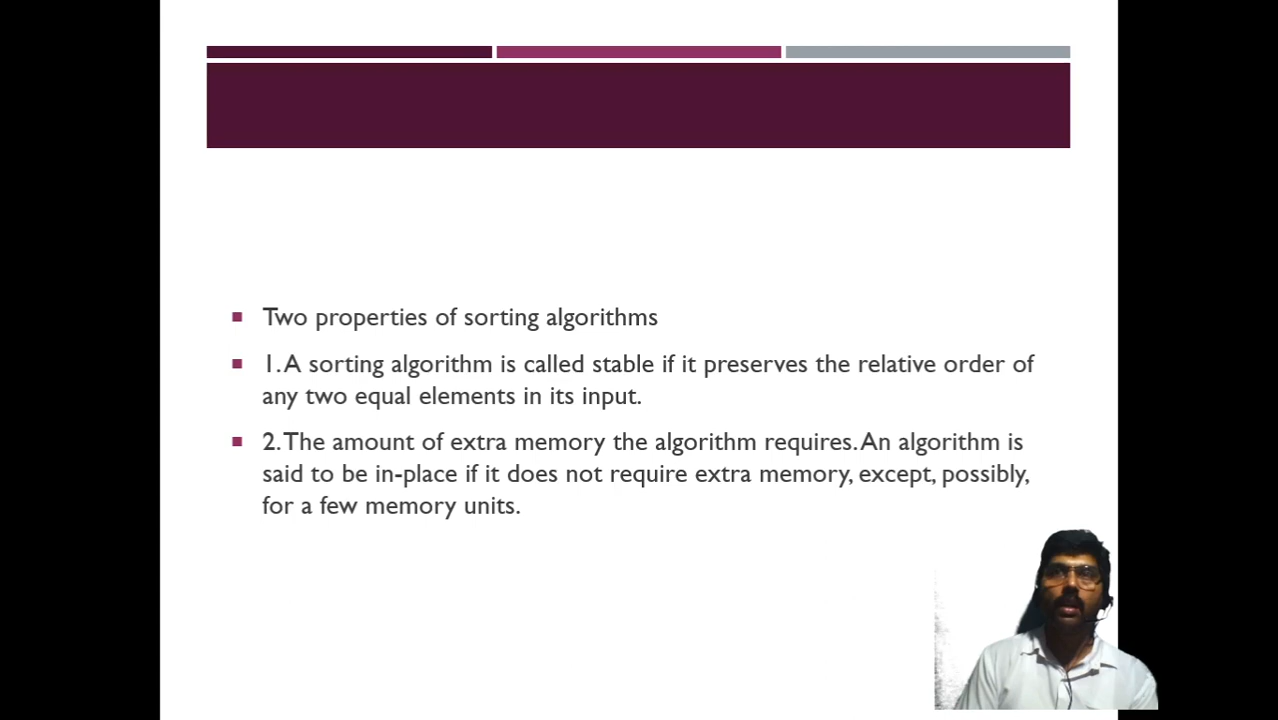 Two properties of sorting algorithms
1. A sorting algorithm is called stable if it preserves the relative order of
any two equal elements in its input.
2. The amount of extra memory the algorithm requires. An algorithm is
said to be in-place if it does not require extra memory, except, possibly,
for a few memory units.